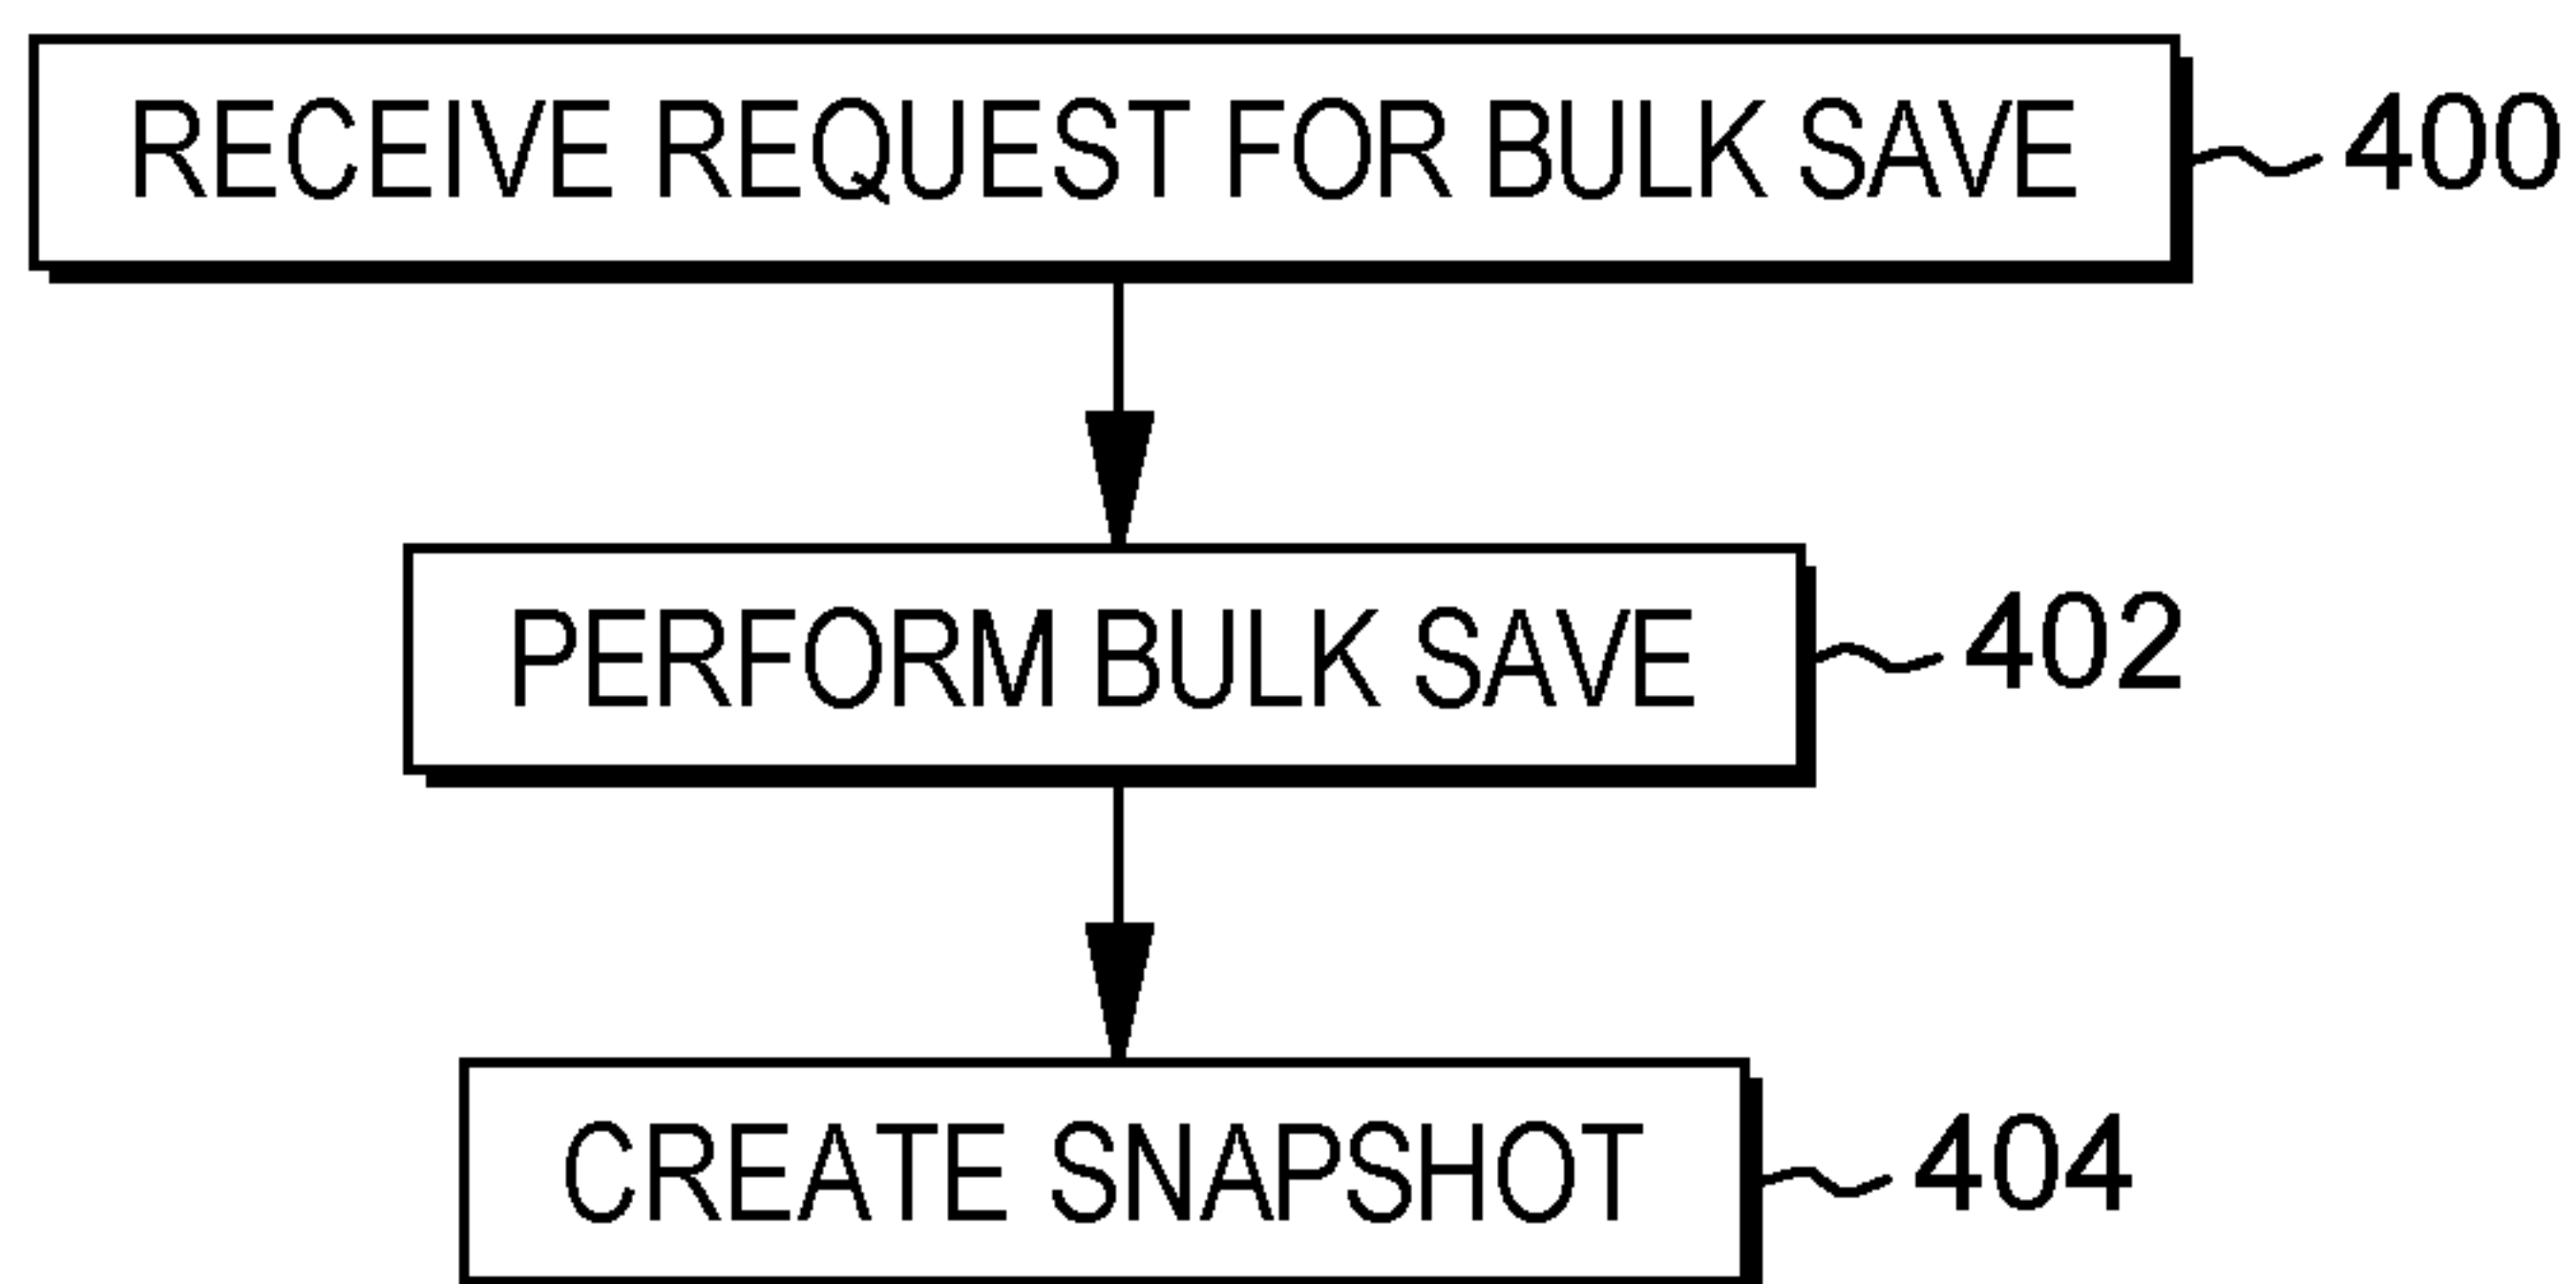 RECEIVE REQUEST FOR BULK SAVE 400
PERFORM BULK SAVE 402
CREATE SNAPSHOT 404